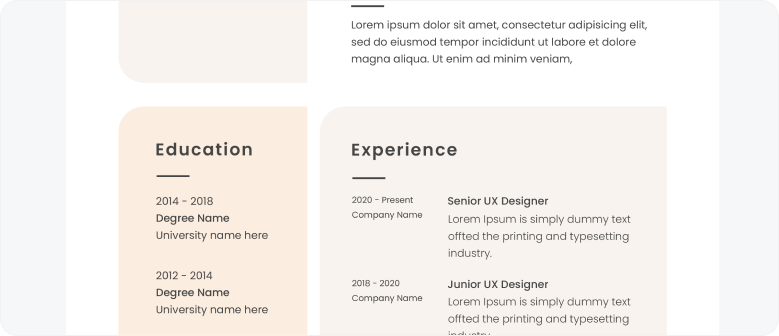 Lorem ipsum dolor sit amet, consectetur adipisicing elit,
sed do eiusmod tempor incididunt ut labore et dolore
magna aliqua. Ut enim ad minim veniam,
Education
2014 - 2018
Degree Name
University name here
2012 - 2014
Degree Name
University name here
Experience
2020 - Present
Company Name
Senior UX Designer
Lorem Ipsum is simply dummy text
offted the printing and typesetting
industry.
2018 - 2020
Company Name
Junior UX Designer
Lorem Ipsum is simply dummy text
offted the printing and typesetting